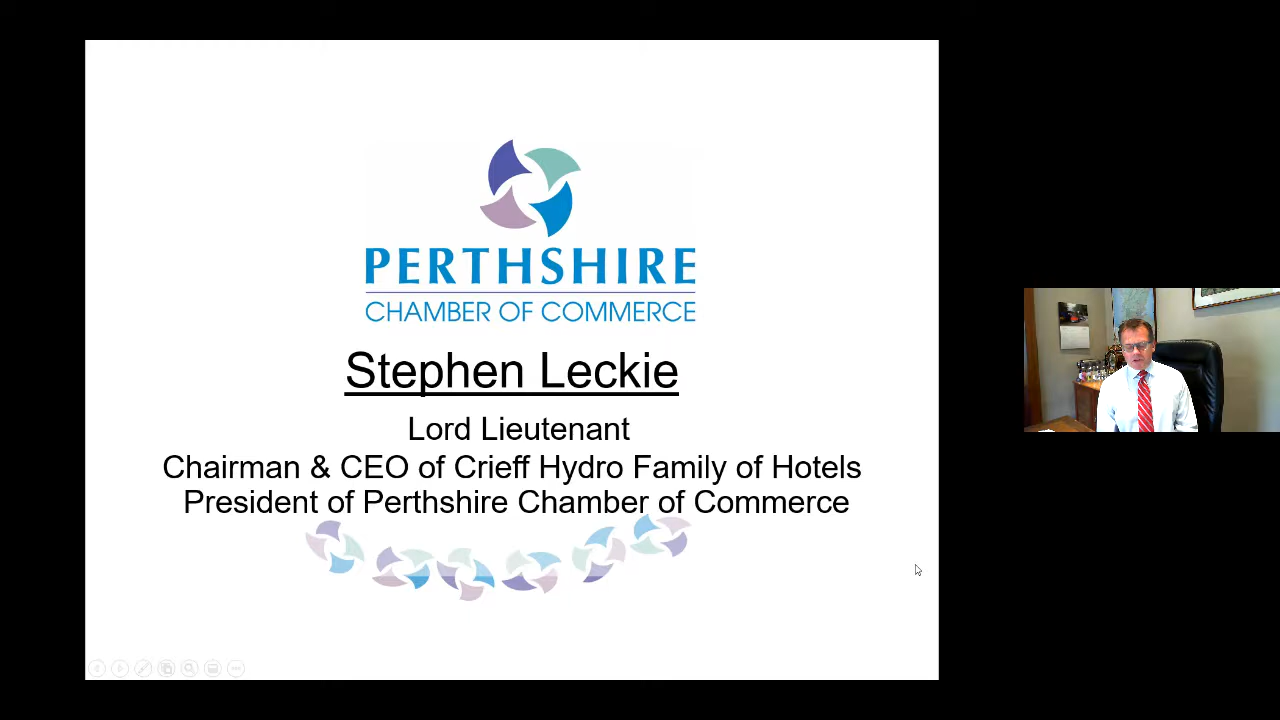 PERTHSHIRE
CHAMBER OF COMMERCE
Stephen Leckie
Lord Lieutenant
Chairman & CEO of Crieff Hydro Family of Hotels
President of Perthshire Chamber of Commerce